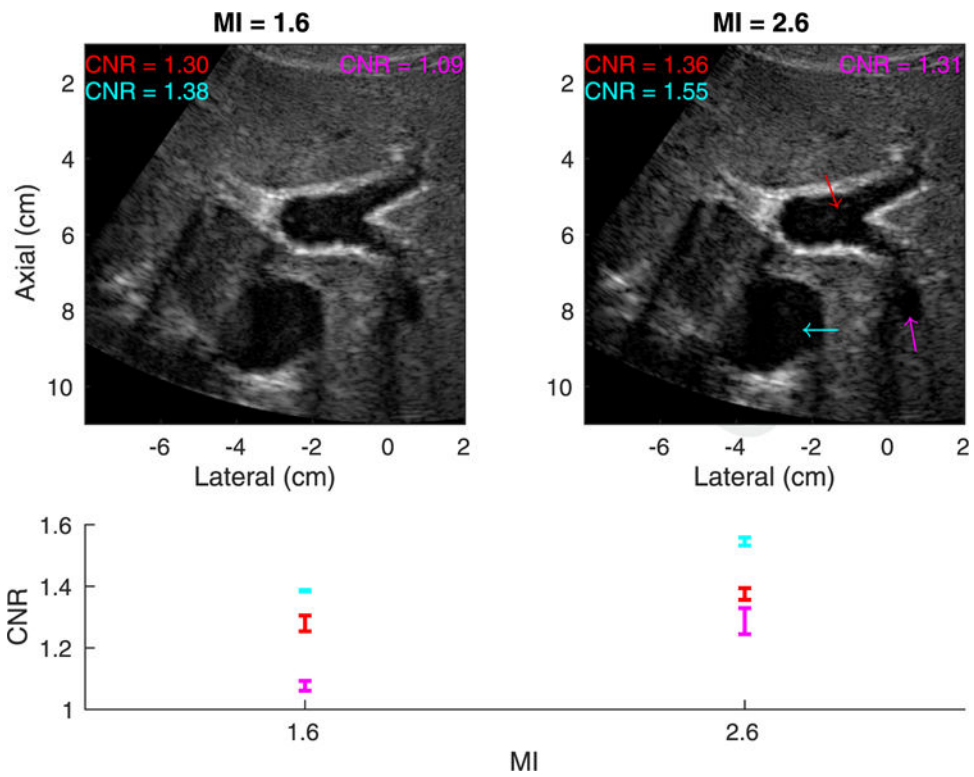 MI = 1.6
CNR = 1.30
CNR = 1.09
CNR = 1.38
2
4
6
8
10
Axial (cm)
-6 -4 -2 0 2
Lateral (cm)
MI = 2.6
CNR = 1.36
CNR = 1.31
CNR = 1.55
2
4
6
8
10
-6 -4 -2 0 2
Lateral (cm)
1.6
1.4
1.2
1
CNR
1.6 2.6
MI